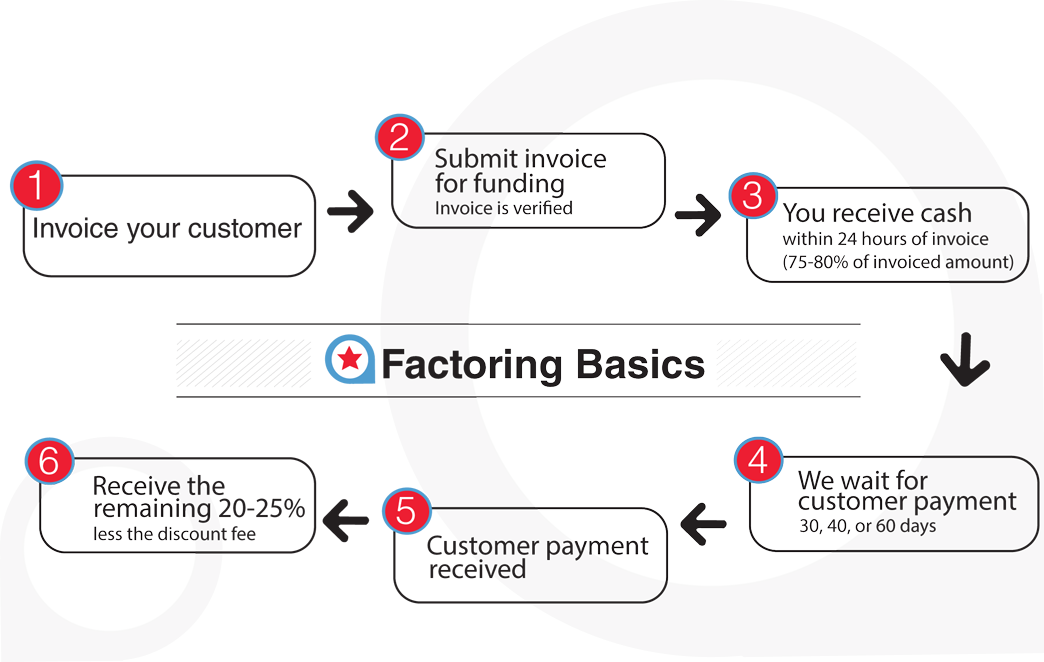 1
Invoice your customer
2
Submit invoice
for funding
Invoice is verified
3
You receive cash
within 24 hours of invoice
(75-80% of invoiced amount)
Factoring Basics
4
We wait for
customer payment
30, 40, or 60 days
5
Customer payment
received
6
Receive the
remaining 20-25%
less the discount fee